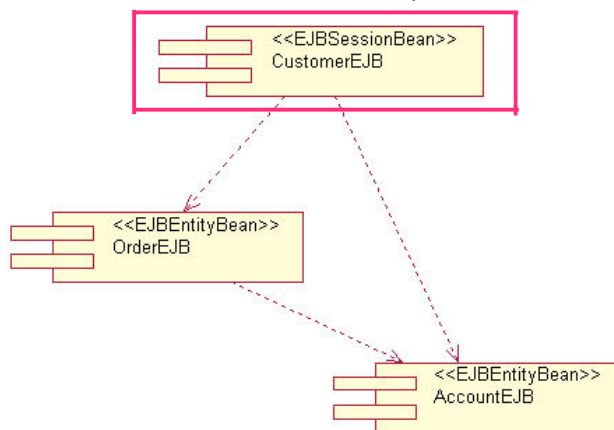 <<EJBSessionBean>>
CustomerEJB
<<EJBEntityBean>>
OrderEJB
<<EJBEntityBean>>
AccountEJB